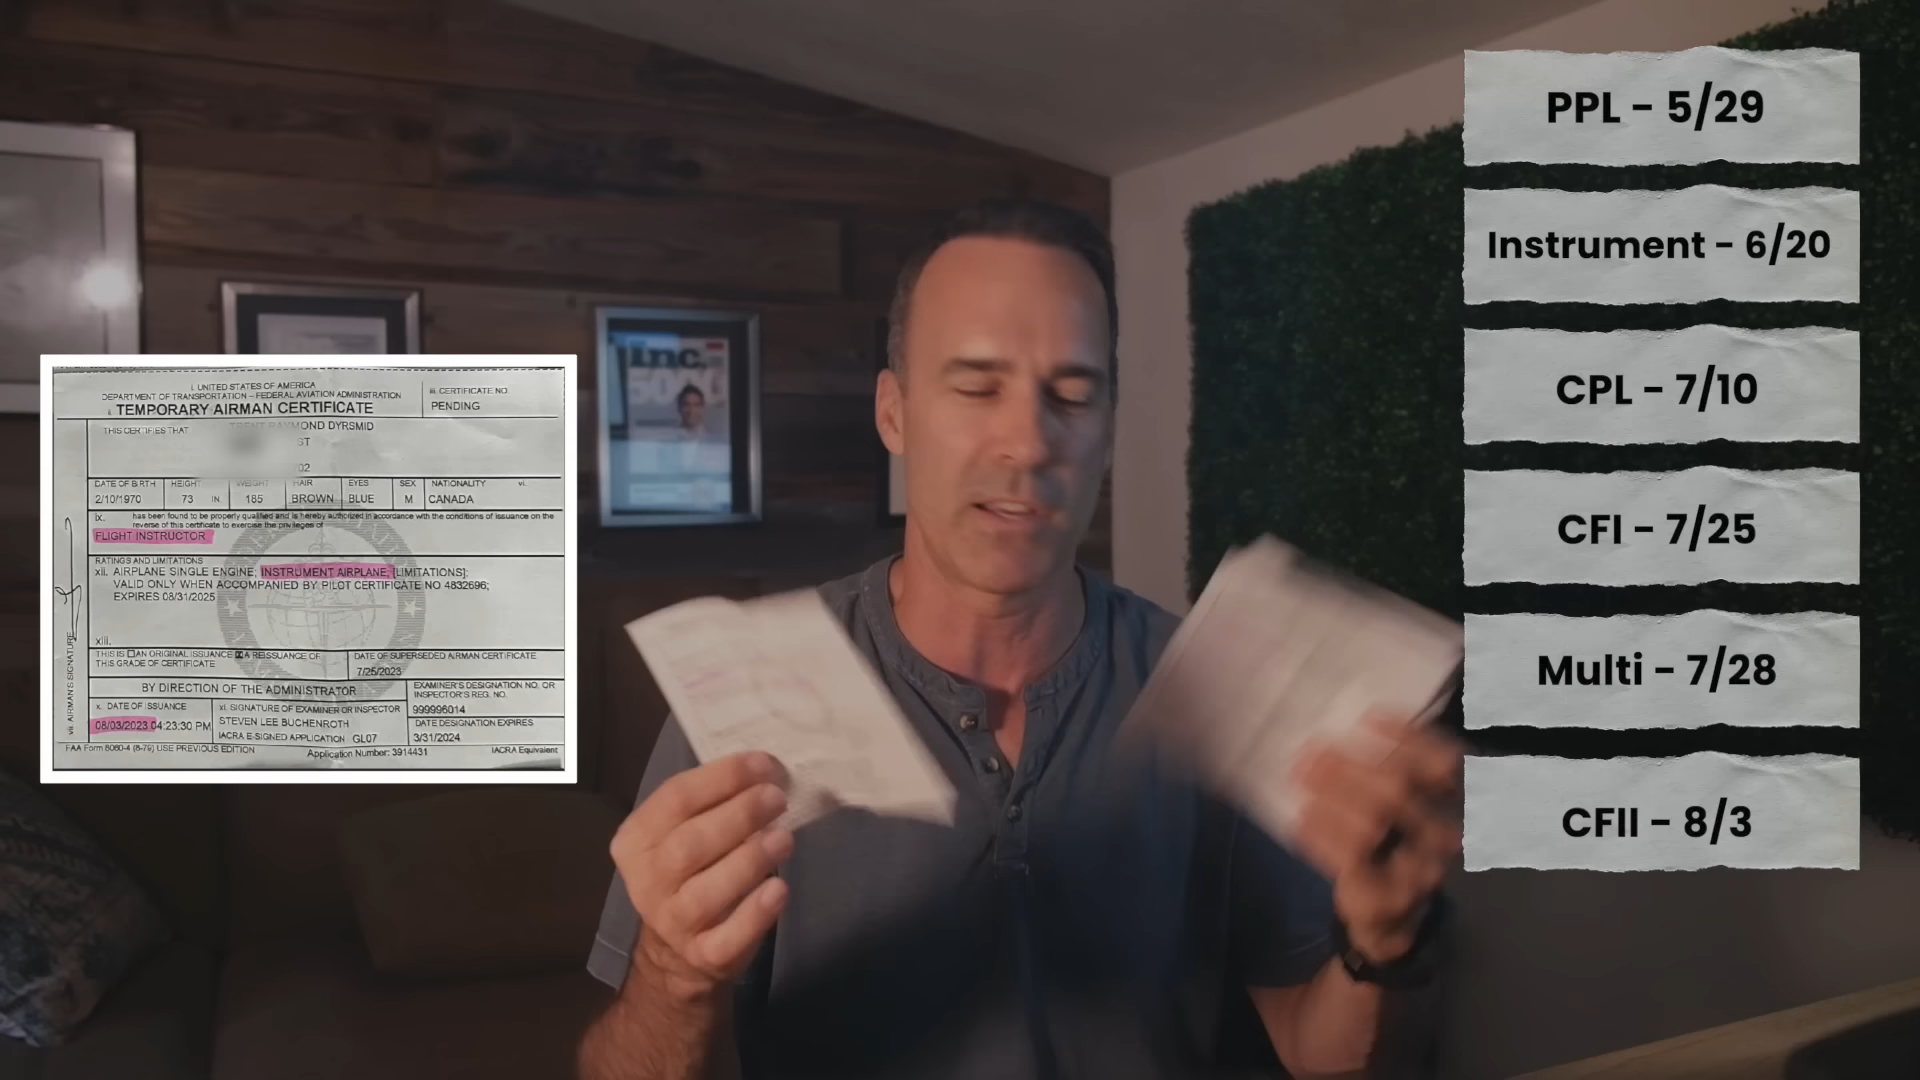 I. UNITED STATES OF AMERICA
DEPARTMENT OF TRANSPORTATION – FEDERAL AVIATION ADMINISTRATION
II. TEMPORARY AIRMAN CERTIFICATE
III. CERTIFICATE NO.
PENDING
THIS CERTIFIES THAT
TRENT RAYMOND DYRSMID
ST
02
DATE OF BIRTH HEIGHT WEIGHT HAIR EYES SEX NATIONALITY VI.
2/10/1970 73 IN. 185 BROWN BLUE M CANADA
IX. has been found to be properly qualified and is hereby authorized in accordance with the conditions of issuance on the
reverse of this certificate to exercise the privileges of
FLIGHT INSTRUCTOR
RATINGS AND LIMITATIONS
XII. AIRPLANE SINGLE ENGINE; INSTRUMENT AIRPLANE; [LIMITATIONS];
VALID ONLY WHEN ACCOMPANIED BY PILOT CERTIFICATE NO 4832696;
EXPIRES 08/31/2025
XIII.
THIS IS ☐AN ORIGINAL ISSUANCE ☒A REISSUANCE OF
THIS GRADE OF CERTIFICATE
DATE OF SUPERSEDED AIRMAN CERTIFICATE
7/25/2023
BY DIRECTION OF THE ADMINISTRATOR
EXAMINER'S DESIGNATION NO. OR
INSPECTOR'S REG. NO.
999996014
X. DATE OF ISSUANCE
08/03/2023 04:23:30 PM
XI. SIGNATURE OF EXAMINER OR INSPECTOR
STEVEN LEE BUCHENROTH
IACRA E-SIGNED APPLICATION GL07
DATE DESIGNATION EXPIRES
3/31/2024
FAA Form 8060-4 (8-79) USE PREVIOUS EDITION
Application Number: 3914431
IACRA Equivalent
VII. AIRMAN'S SIGNATURE
Inc.
500
PPL – 5/29
Instrument – 6/20
CPL – 7/10
CFI – 7/25
Multi – 7/28
CFII – 8/3